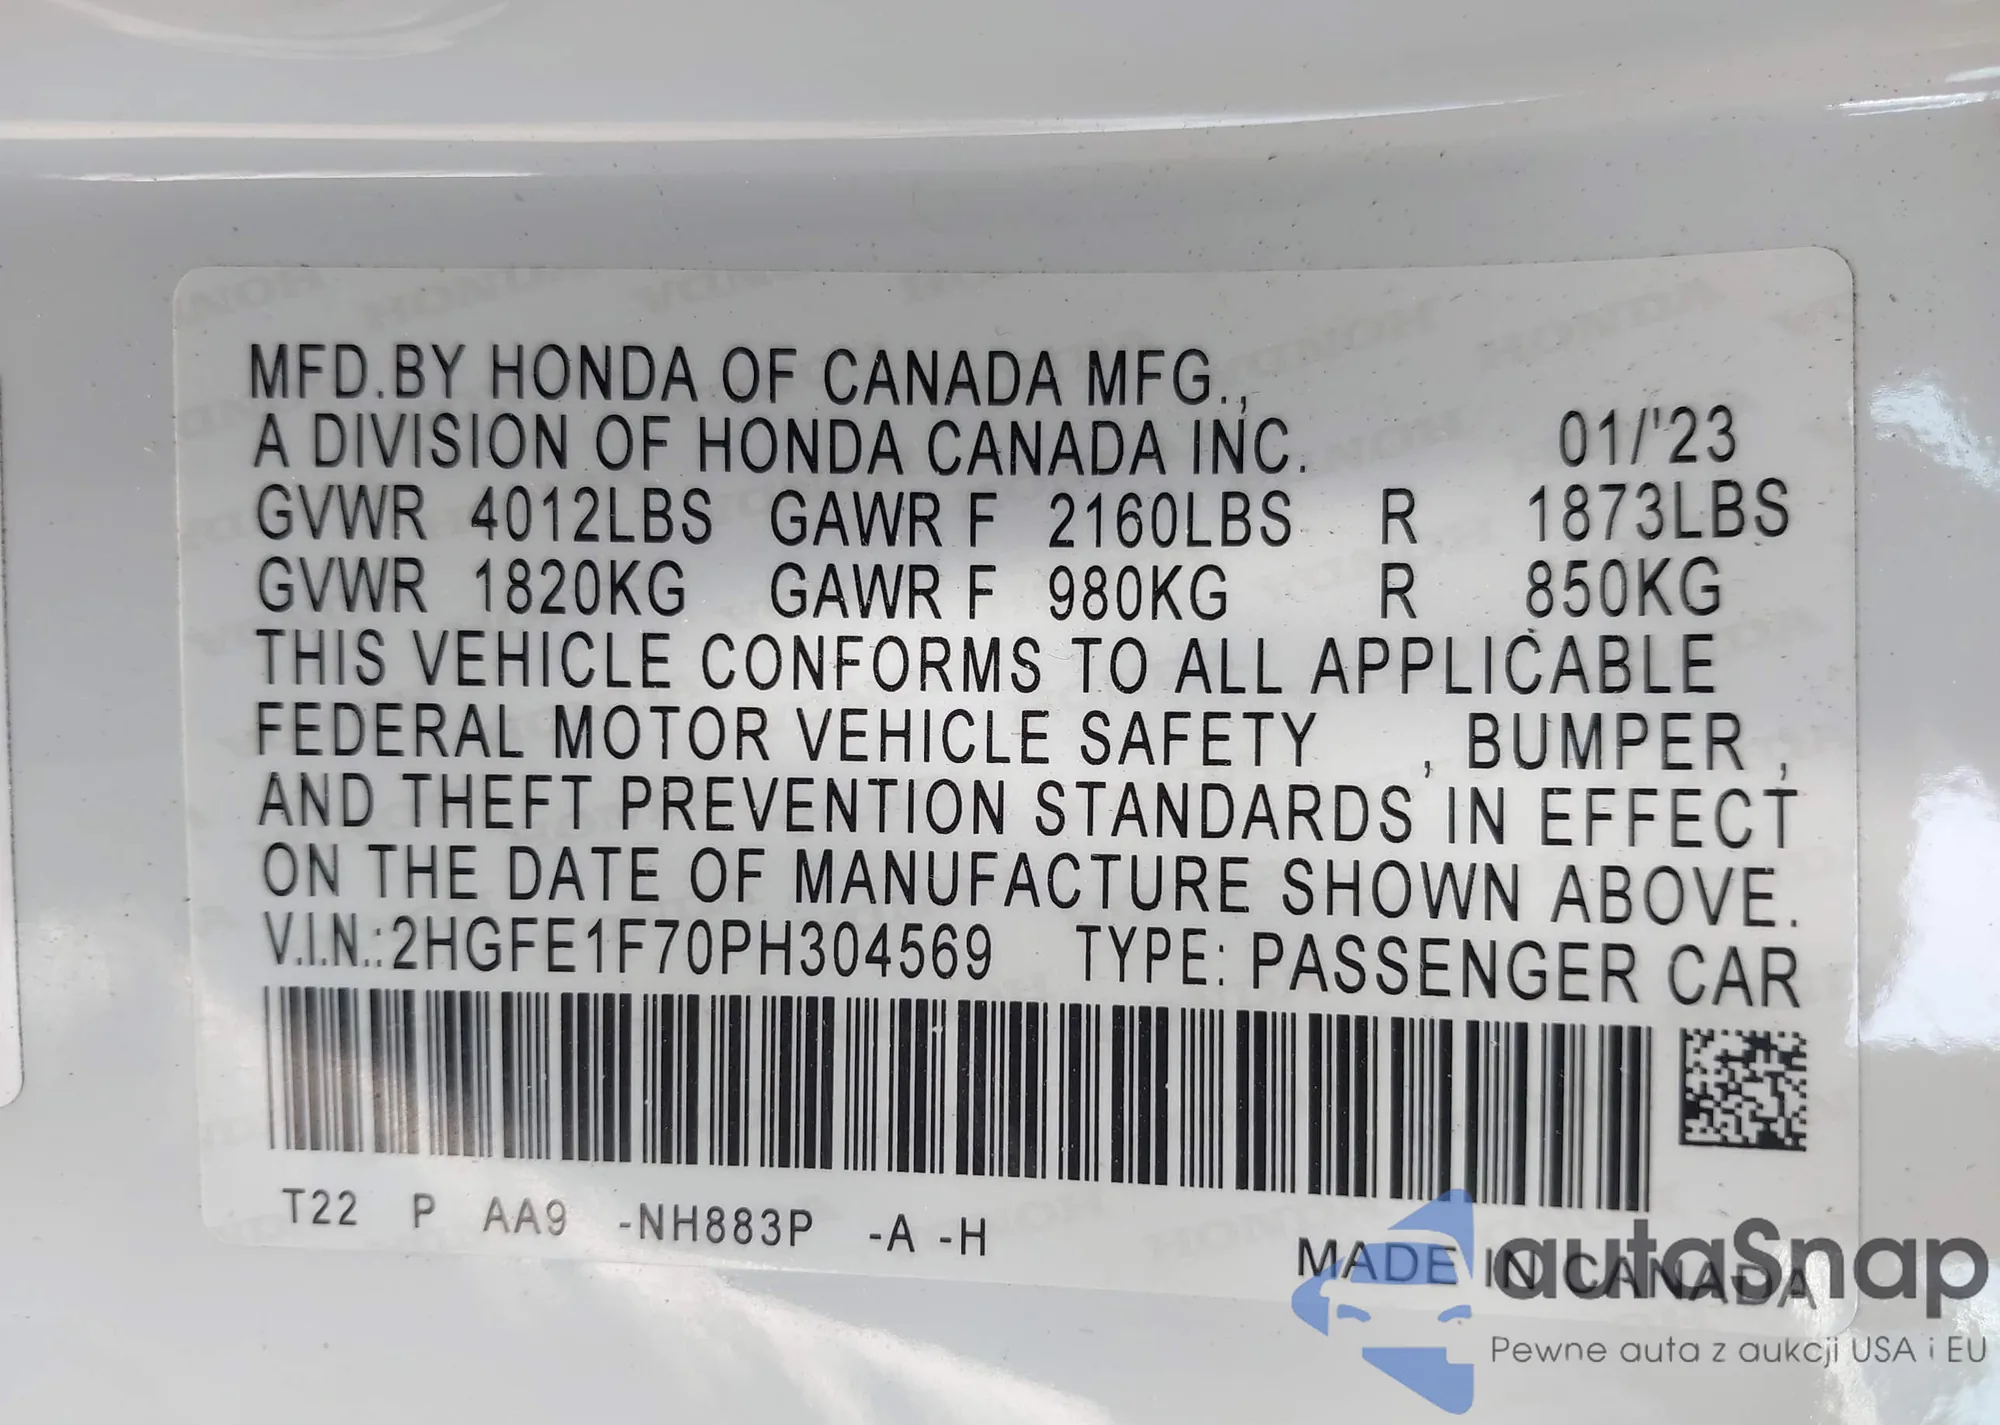 MFD.BY HONDA OF CANADA MFG.,
A DIVISION OF HONDA CANADA INC. 01/'23
GVWR 4012LBS GAWR F 2160LBS R 1873LBS
GVWR 1820KG GAWR F 980KG R 850KG
THIS VEHICLE CONFORMS TO ALL APPLICABLE
FEDERAL MOTOR VEHICLE SAFETY , BUMPER ,
AND THEFT PREVENTION STANDARDS IN EFFECT
ON THE DATE OF MANUFACTURE SHOWN ABOVE.
V.I.N.:2HGFE1F70PH304569 TYPE: PASSENGER CAR
T22 P AA9 -NH883P -A -H
MADE IN CANADA
autaSnap
Pewne auta z aukcji USA i EU